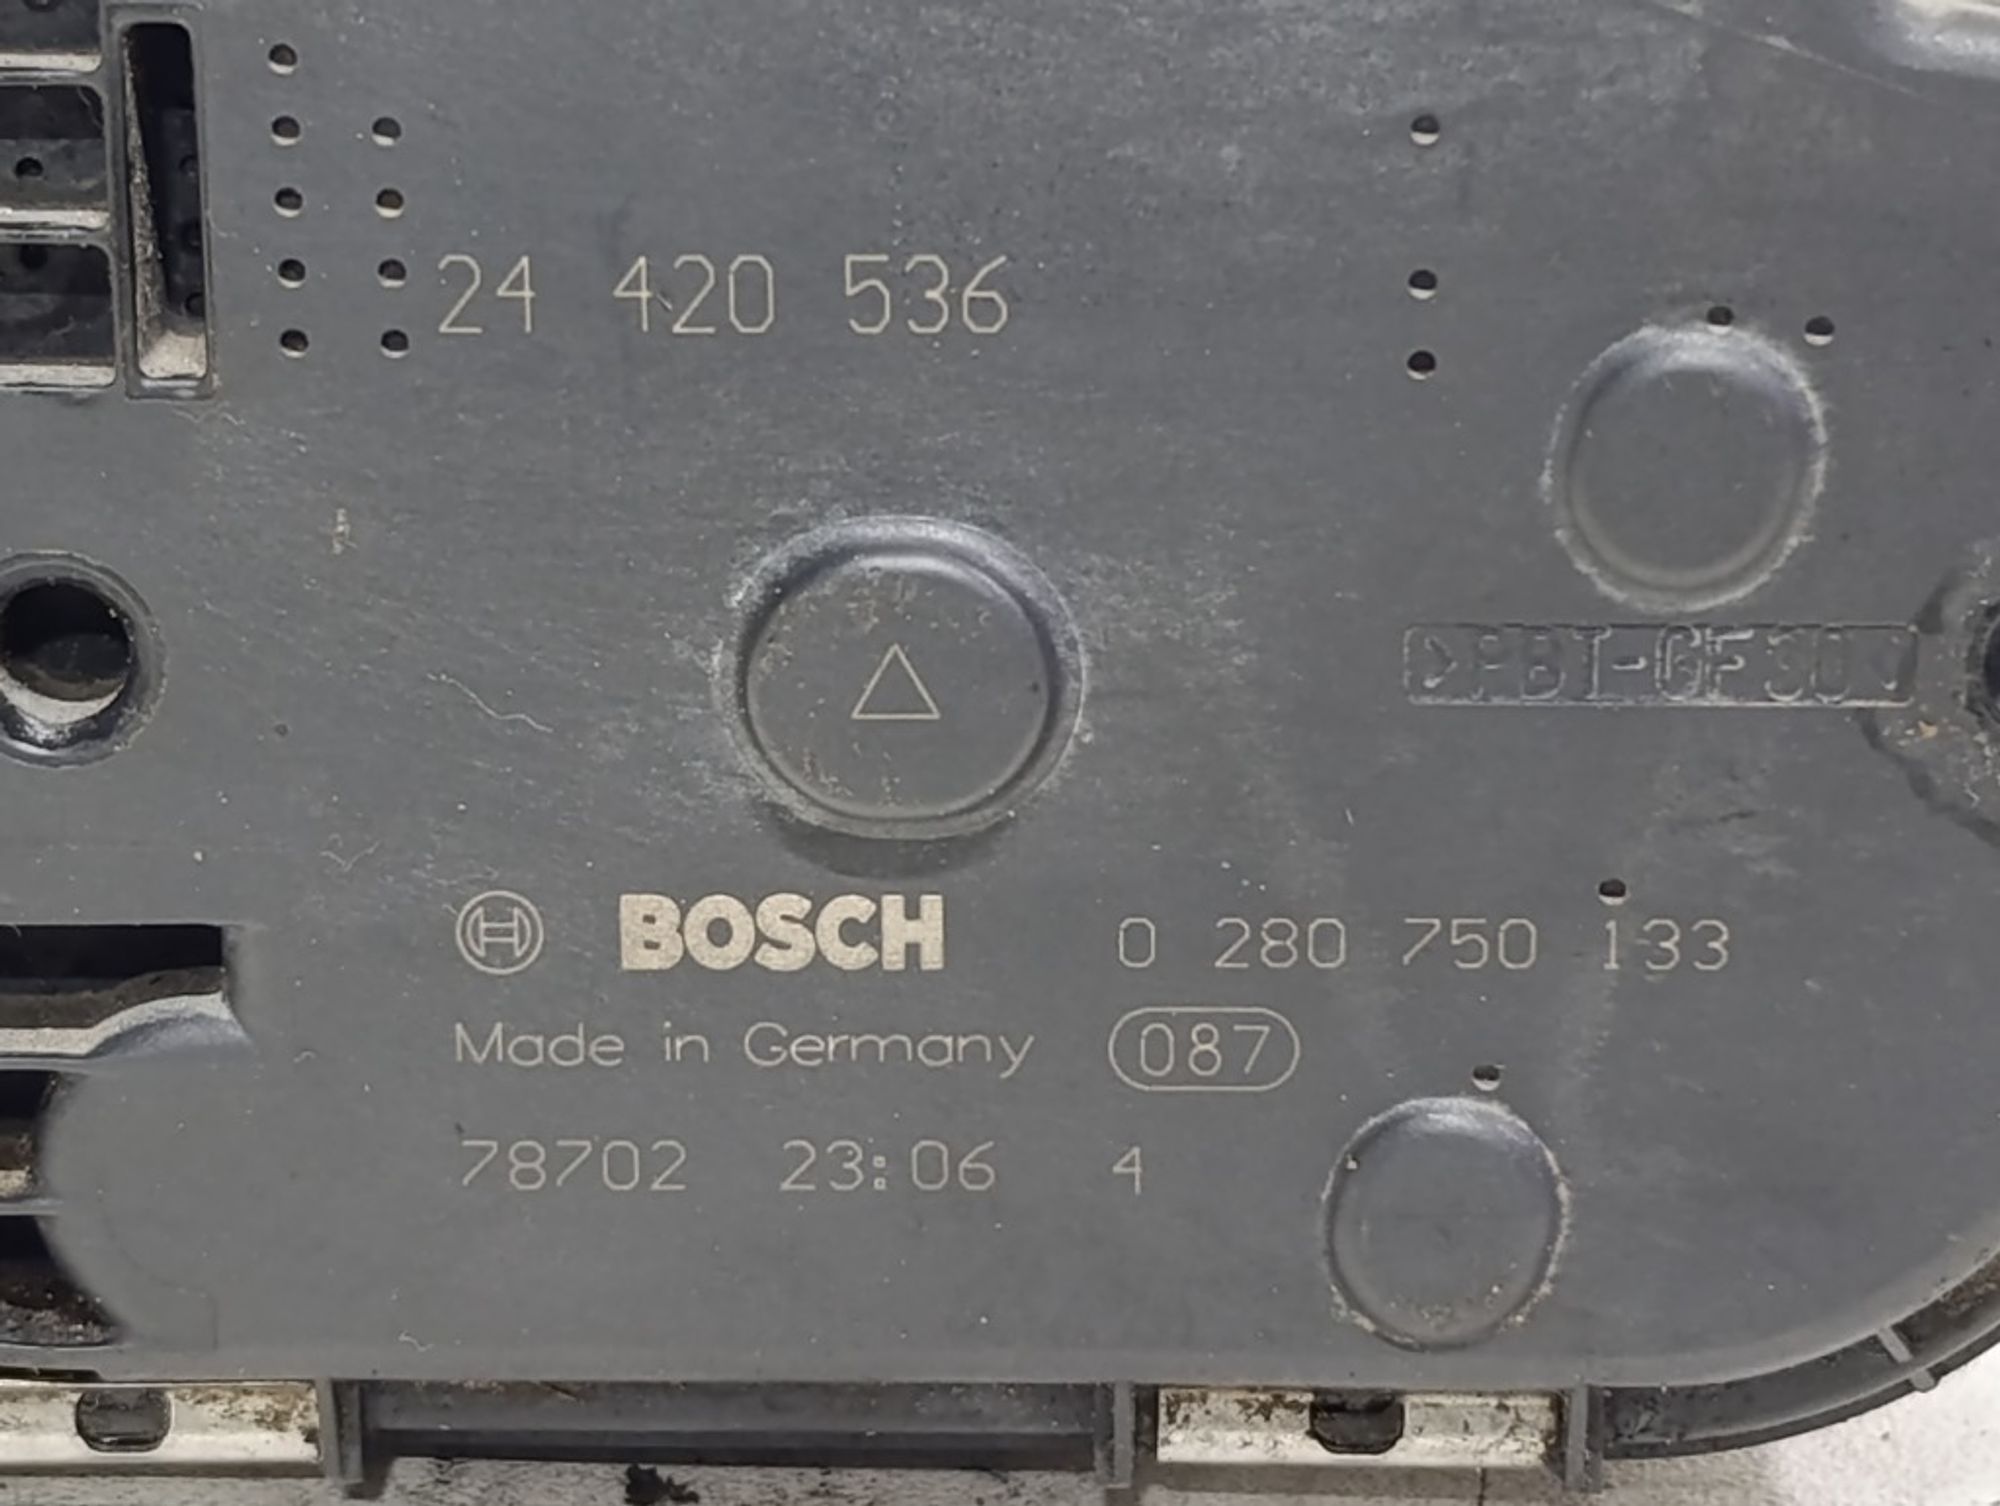 24 420 536
>PBT-GF30<
BOSCH 0 280 750 133
Made in Germany 087
78702 23:06 4